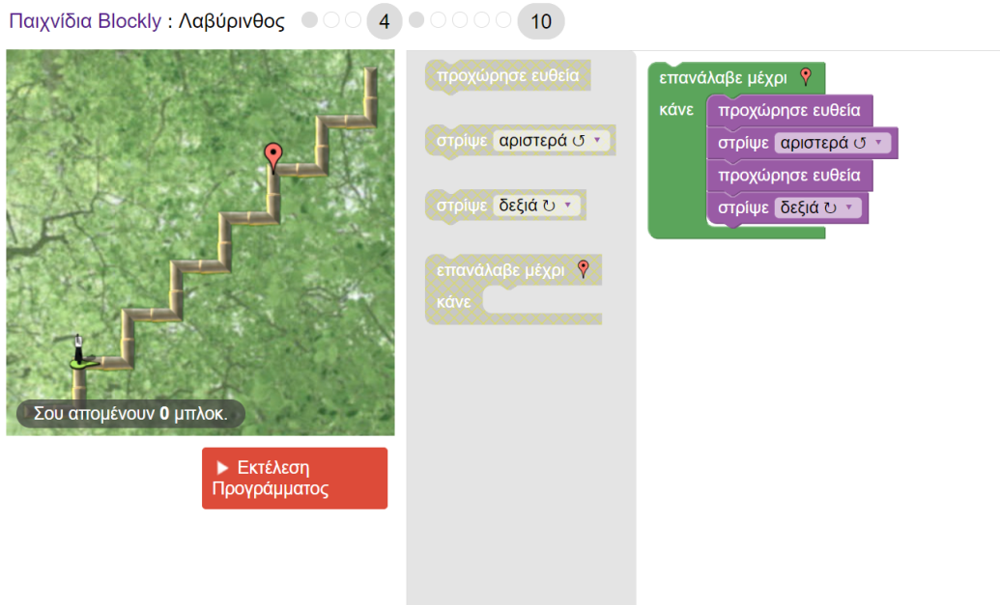 Παιχνίδια Blockly : Λαβύρινθος 4 10
Σου απομένουν 0 μπλοκ.
Εκτέλεση
Προγράμματος
προχώρησε ευθεία
στρίψε αριστερά ↺
στρίψε δεξιά ↻
επανάλαβε μέχρι
κάνε
επανάλαβε μέχρι
κάνε προχώρησε ευθεία
στρίψε αριστερά ↺
προχώρησε ευθεία
στρίψε δεξιά ↻